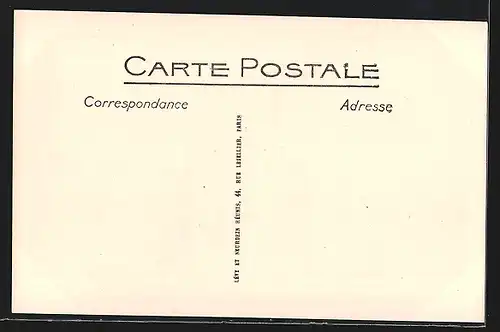 CARTE POSTALE
Correspondance
Adresse
LÉVY ET NEURDEIN RÉUNIS, 44, RUE LETELLIER, PARIS